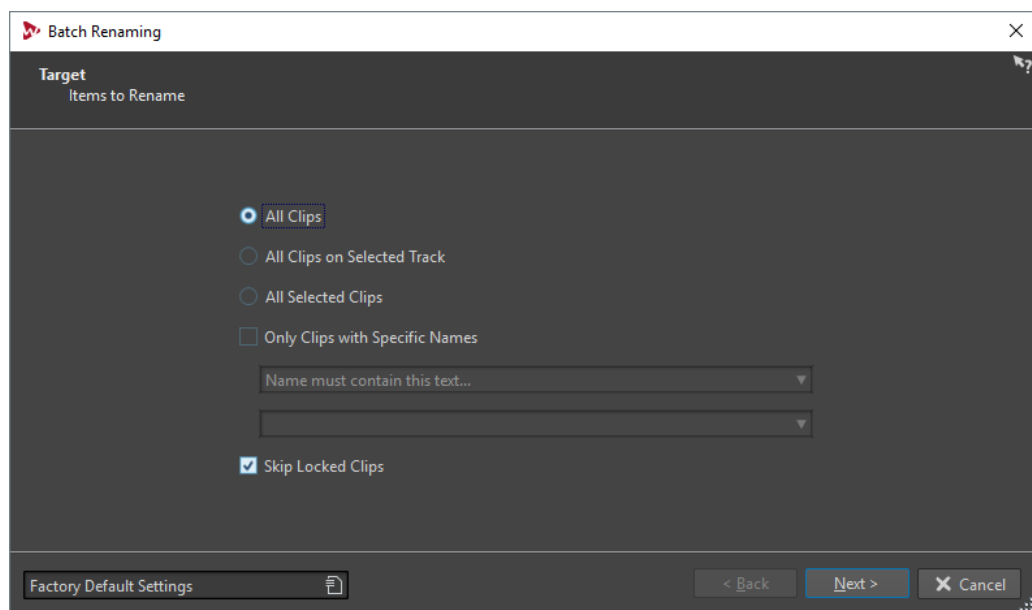 Batch Renaming
Target
Items to Rename
All Clips
All Clips on Selected Track
All Selected Clips
Only Clips with Specific Names
Name must contain this text...
Skip Locked Clips
Factory Default Settings
< Back
Next >
Cancel